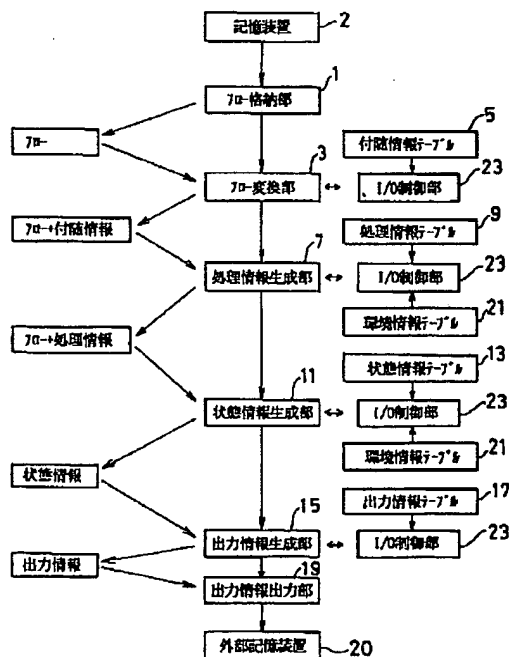 記憶装置 2
1
フロー格納部
フロー
5
付随情報テーブル
3
フロー変換部
I/O制御部 23
フロー+付随情報
処理情報テーブル 9
7
処理情報生成部
I/O制御部 23
環境情報テーブル 21
フロー+処理情報
状態情報テーブル 13
11
状態情報生成部
I/O制御部 23
環境情報テーブル 21
状態情報
出力情報テーブル 17
15
出力情報生成部
I/O制御部 23
出力情報
19
出力情報出力部
外部記憶装置 20